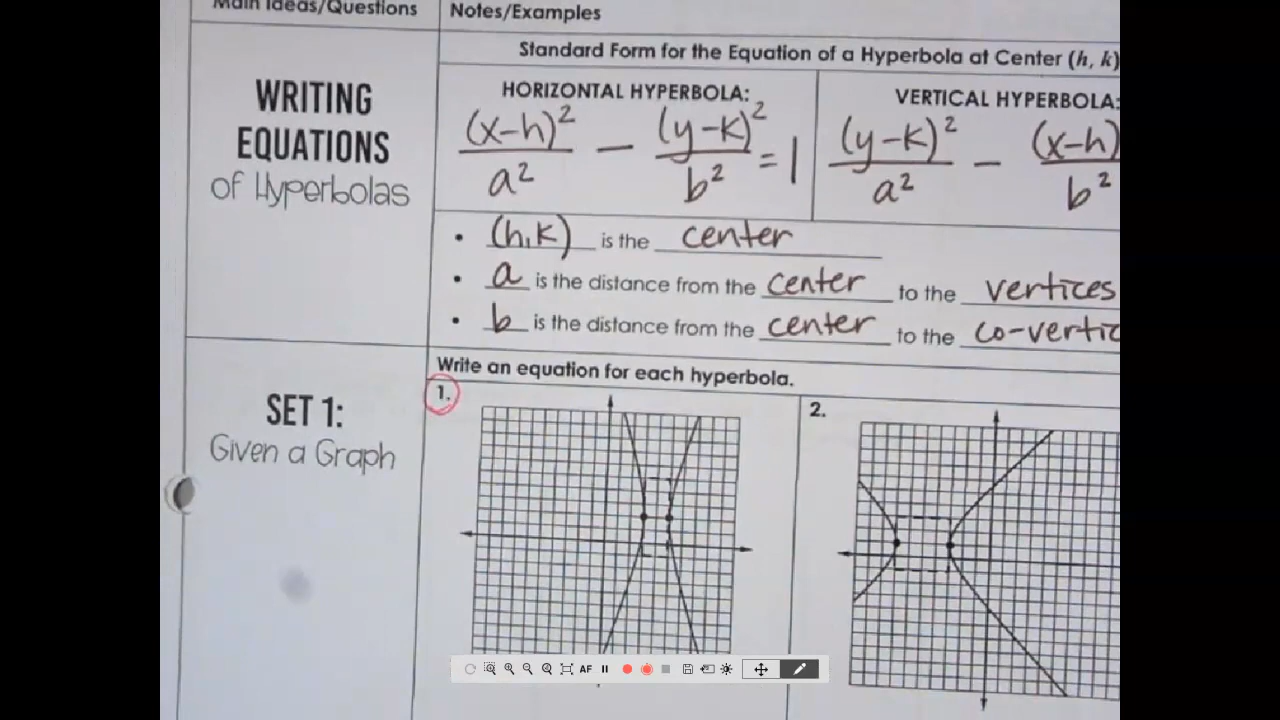 Main Ideas/Questions
Notes/Examples
Standard Form for the Equation of a Hyperbola at Center (h, k)
WRITING
EQUATIONS
of Hyperbolas
HORIZONTAL HYPERBOLA:
(x-h)² / a² - (y-k)² / b² = 1
VERTICAL HYPERBOLA:
(y-k)² / a² - (x-h) / b²
• (h,k) is the center
• a is the distance from the center to the vertices
• b is the distance from the center to the co-vertic
SET 1:
Given a Graph
Write an equation for each hyperbola.
1.
2.
AF